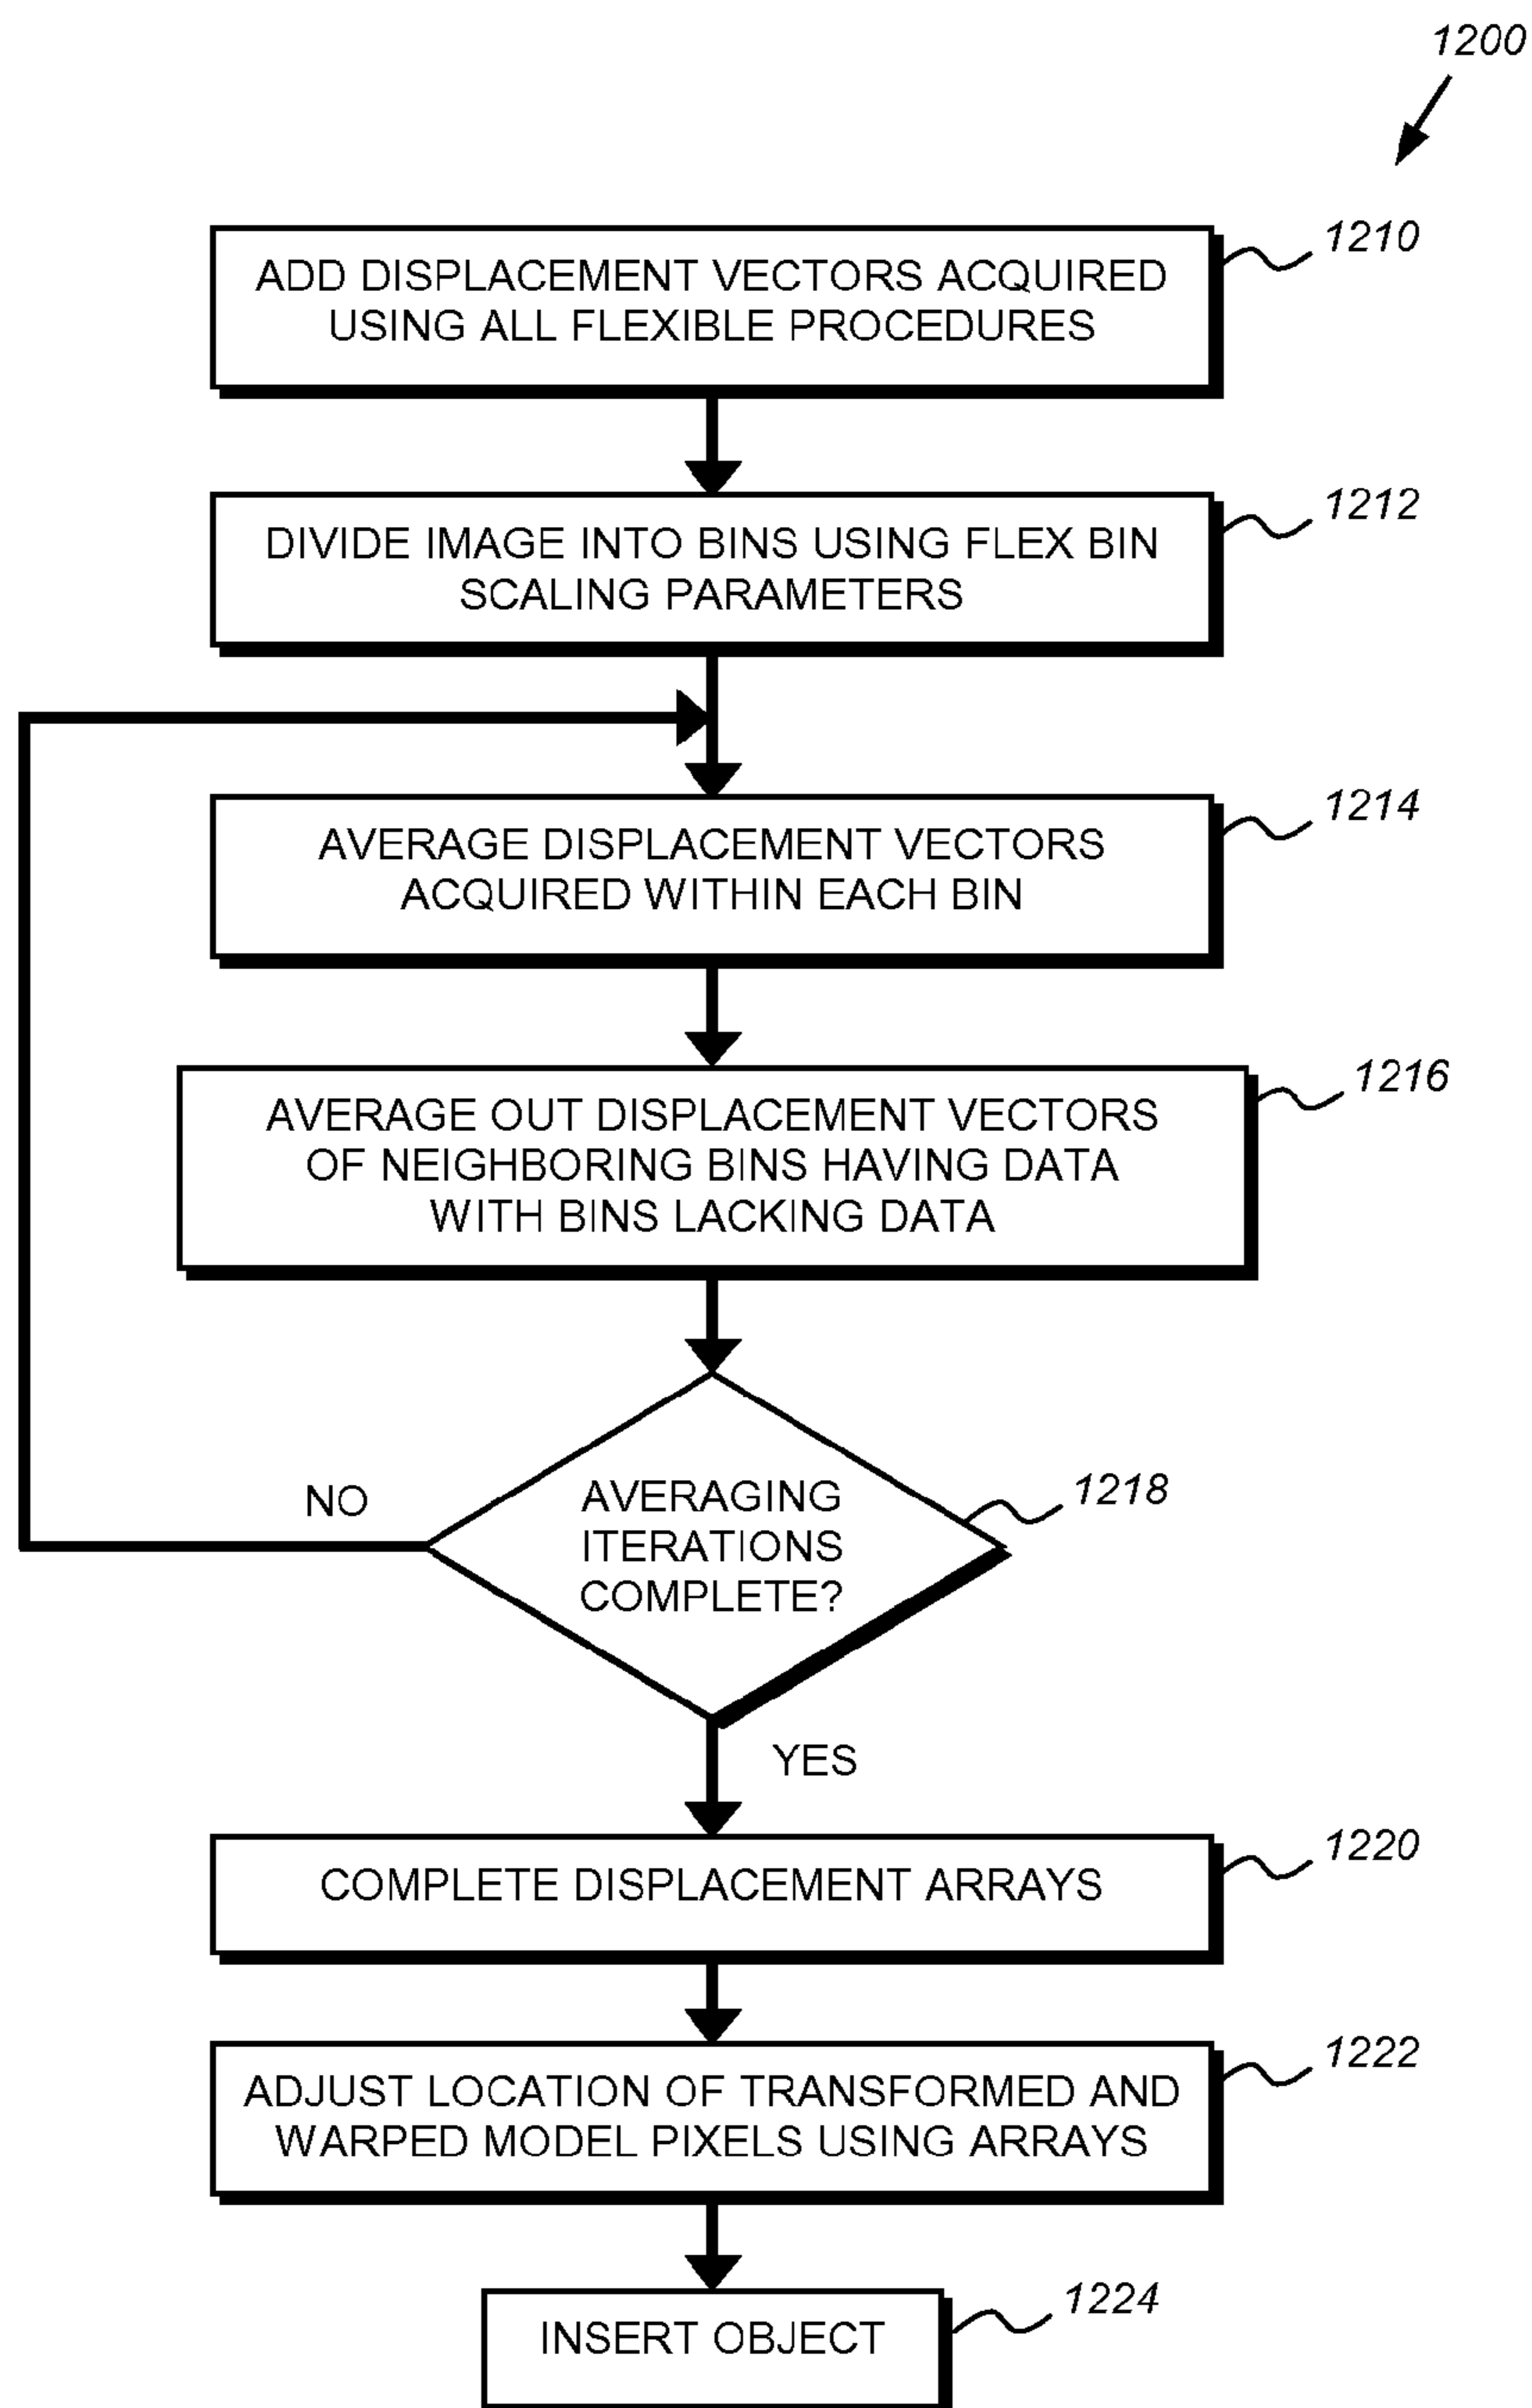 1200
1210
ADD DISPLACEMENT VECTORS ACQUIRED
USING ALL FLEXIBLE PROCEDURES
1212
DIVIDE IMAGE INTO BINS USING FLEX BIN
SCALING PARAMETERS
1214
AVERAGE DISPLACEMENT VECTORS
ACQUIRED WITHIN EACH BIN
1216
AVERAGE OUT DISPLACEMENT VECTORS
OF NEIGHBORING BINS HAVING DATA
WITH BINS LACKING DATA
1218
NO
AVERAGING
ITERATIONS
COMPLETE?
YES
1220
COMPLETE DISPLACEMENT ARRAYS
1222
ADJUST LOCATION OF TRANSFORMED AND
WARPED MODEL PIXELS USING ARRAYS
1224
INSERT OBJECT